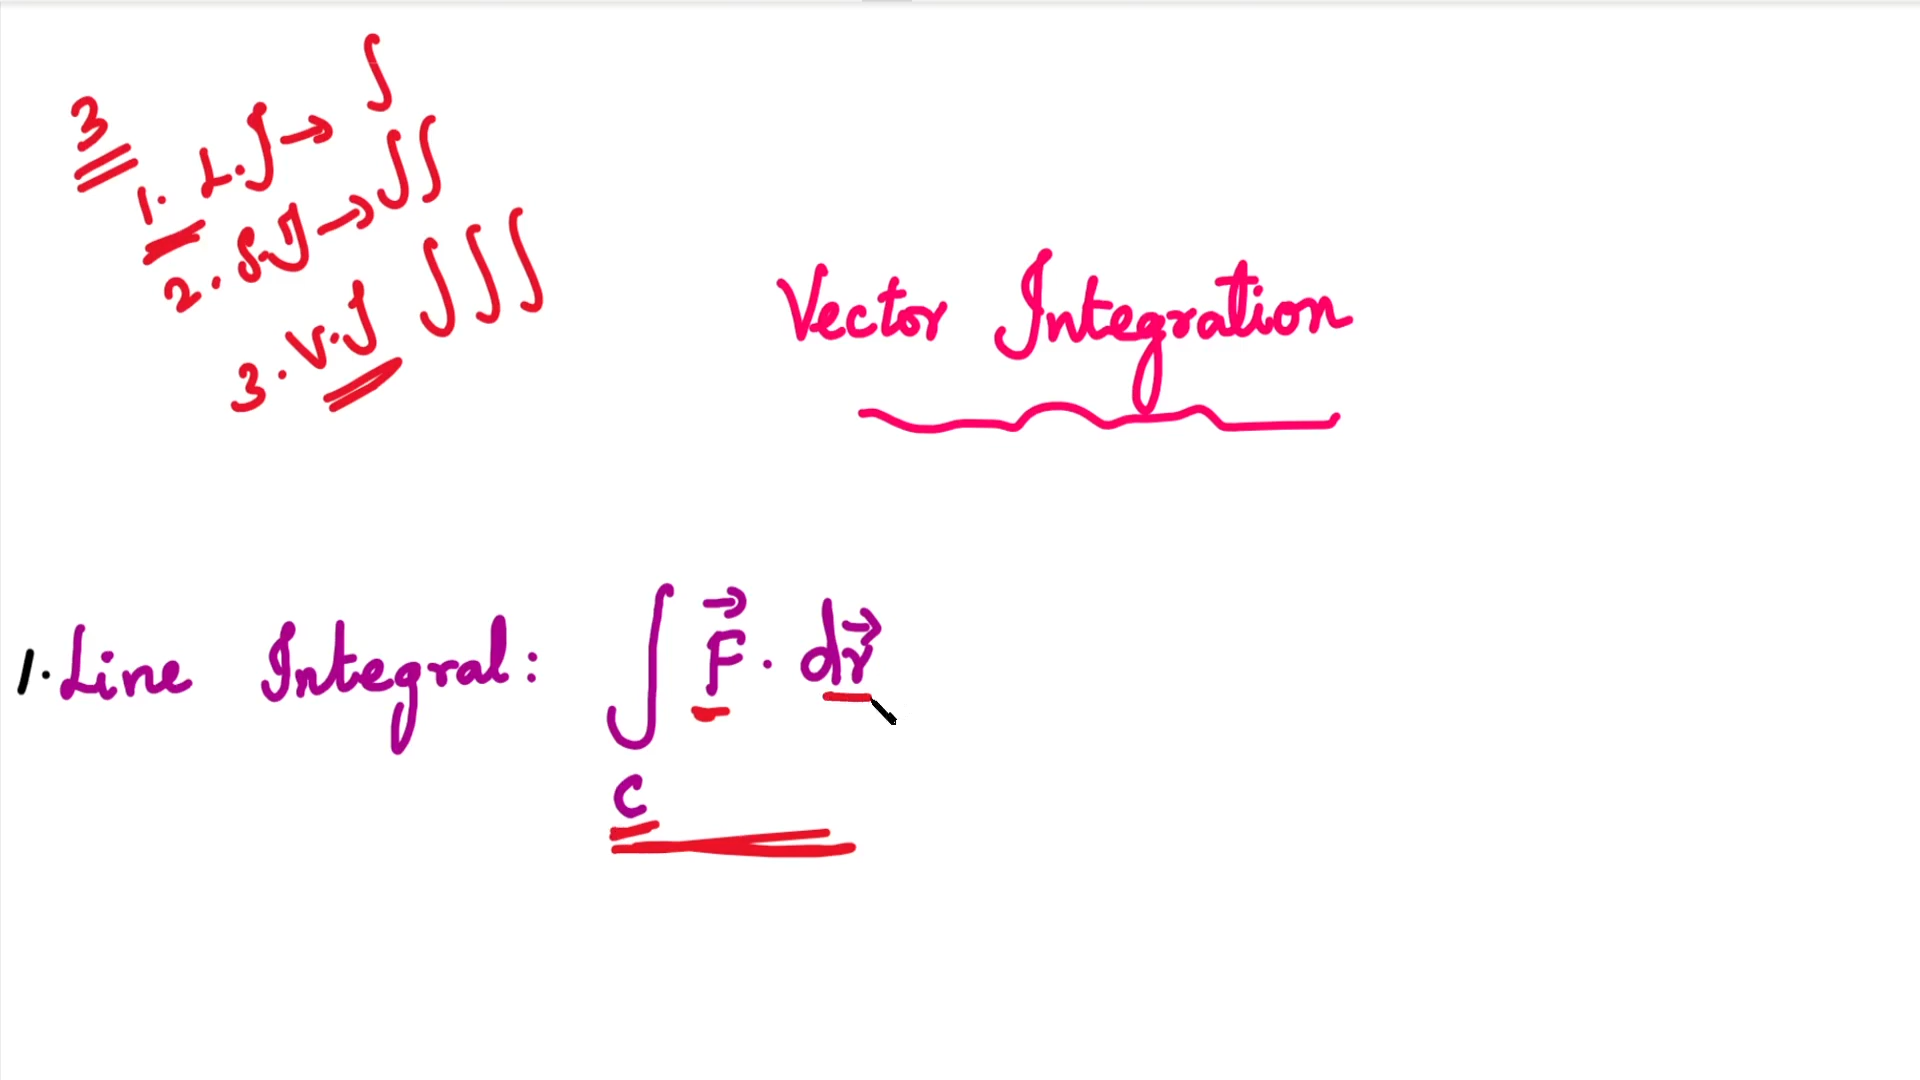 3
1. L.I → ∫
2. S.I → ∫∫
3. V.I ∫∫∫
Vector Integration
1. Line Integral: ∫ F⃗ . dr⃗
C